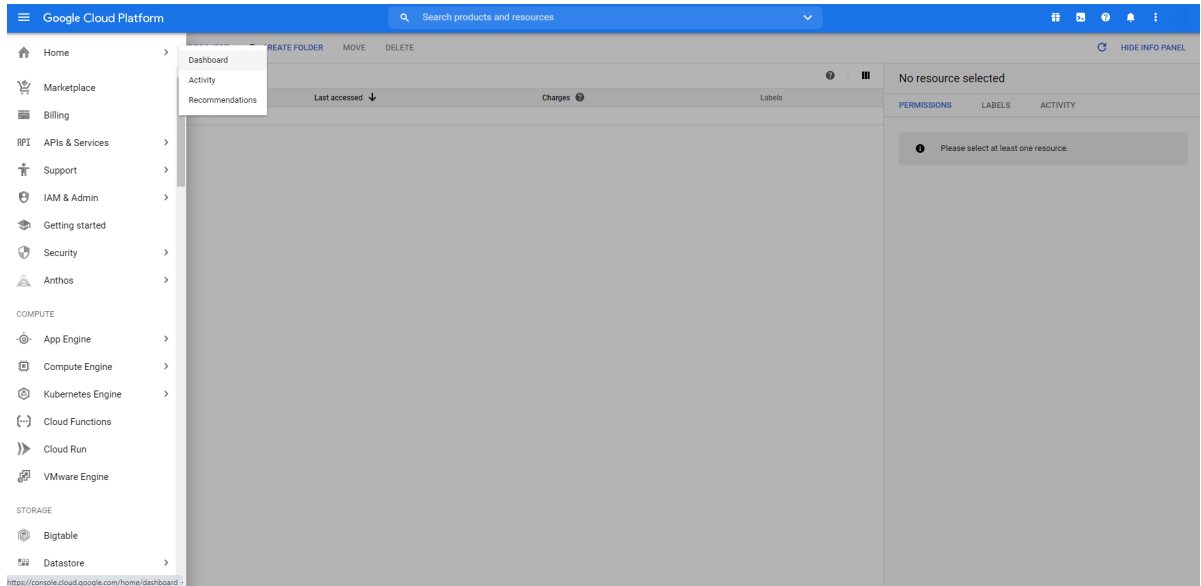 Google Cloud Platform
Search products and resources
Home
CREATE FOLDER MOVE DELETE
HIDE INFO PANEL
Dashboard
Activity
Recommendations
Last accessed Charges Labels
No resource selected
PERMISSIONS LABELS ACTIVITY
Please select at least one resource.
Marketplace
Billing
API APIs & Services
Support
IAM & Admin
Getting started
Security
Anthos
COMPUTE
App Engine
Compute Engine
Kubernetes Engine
Cloud Functions
Cloud Run
VMware Engine
STORAGE
Bigtable
Datastore
https://console.cloud.google.com/home/dashboard